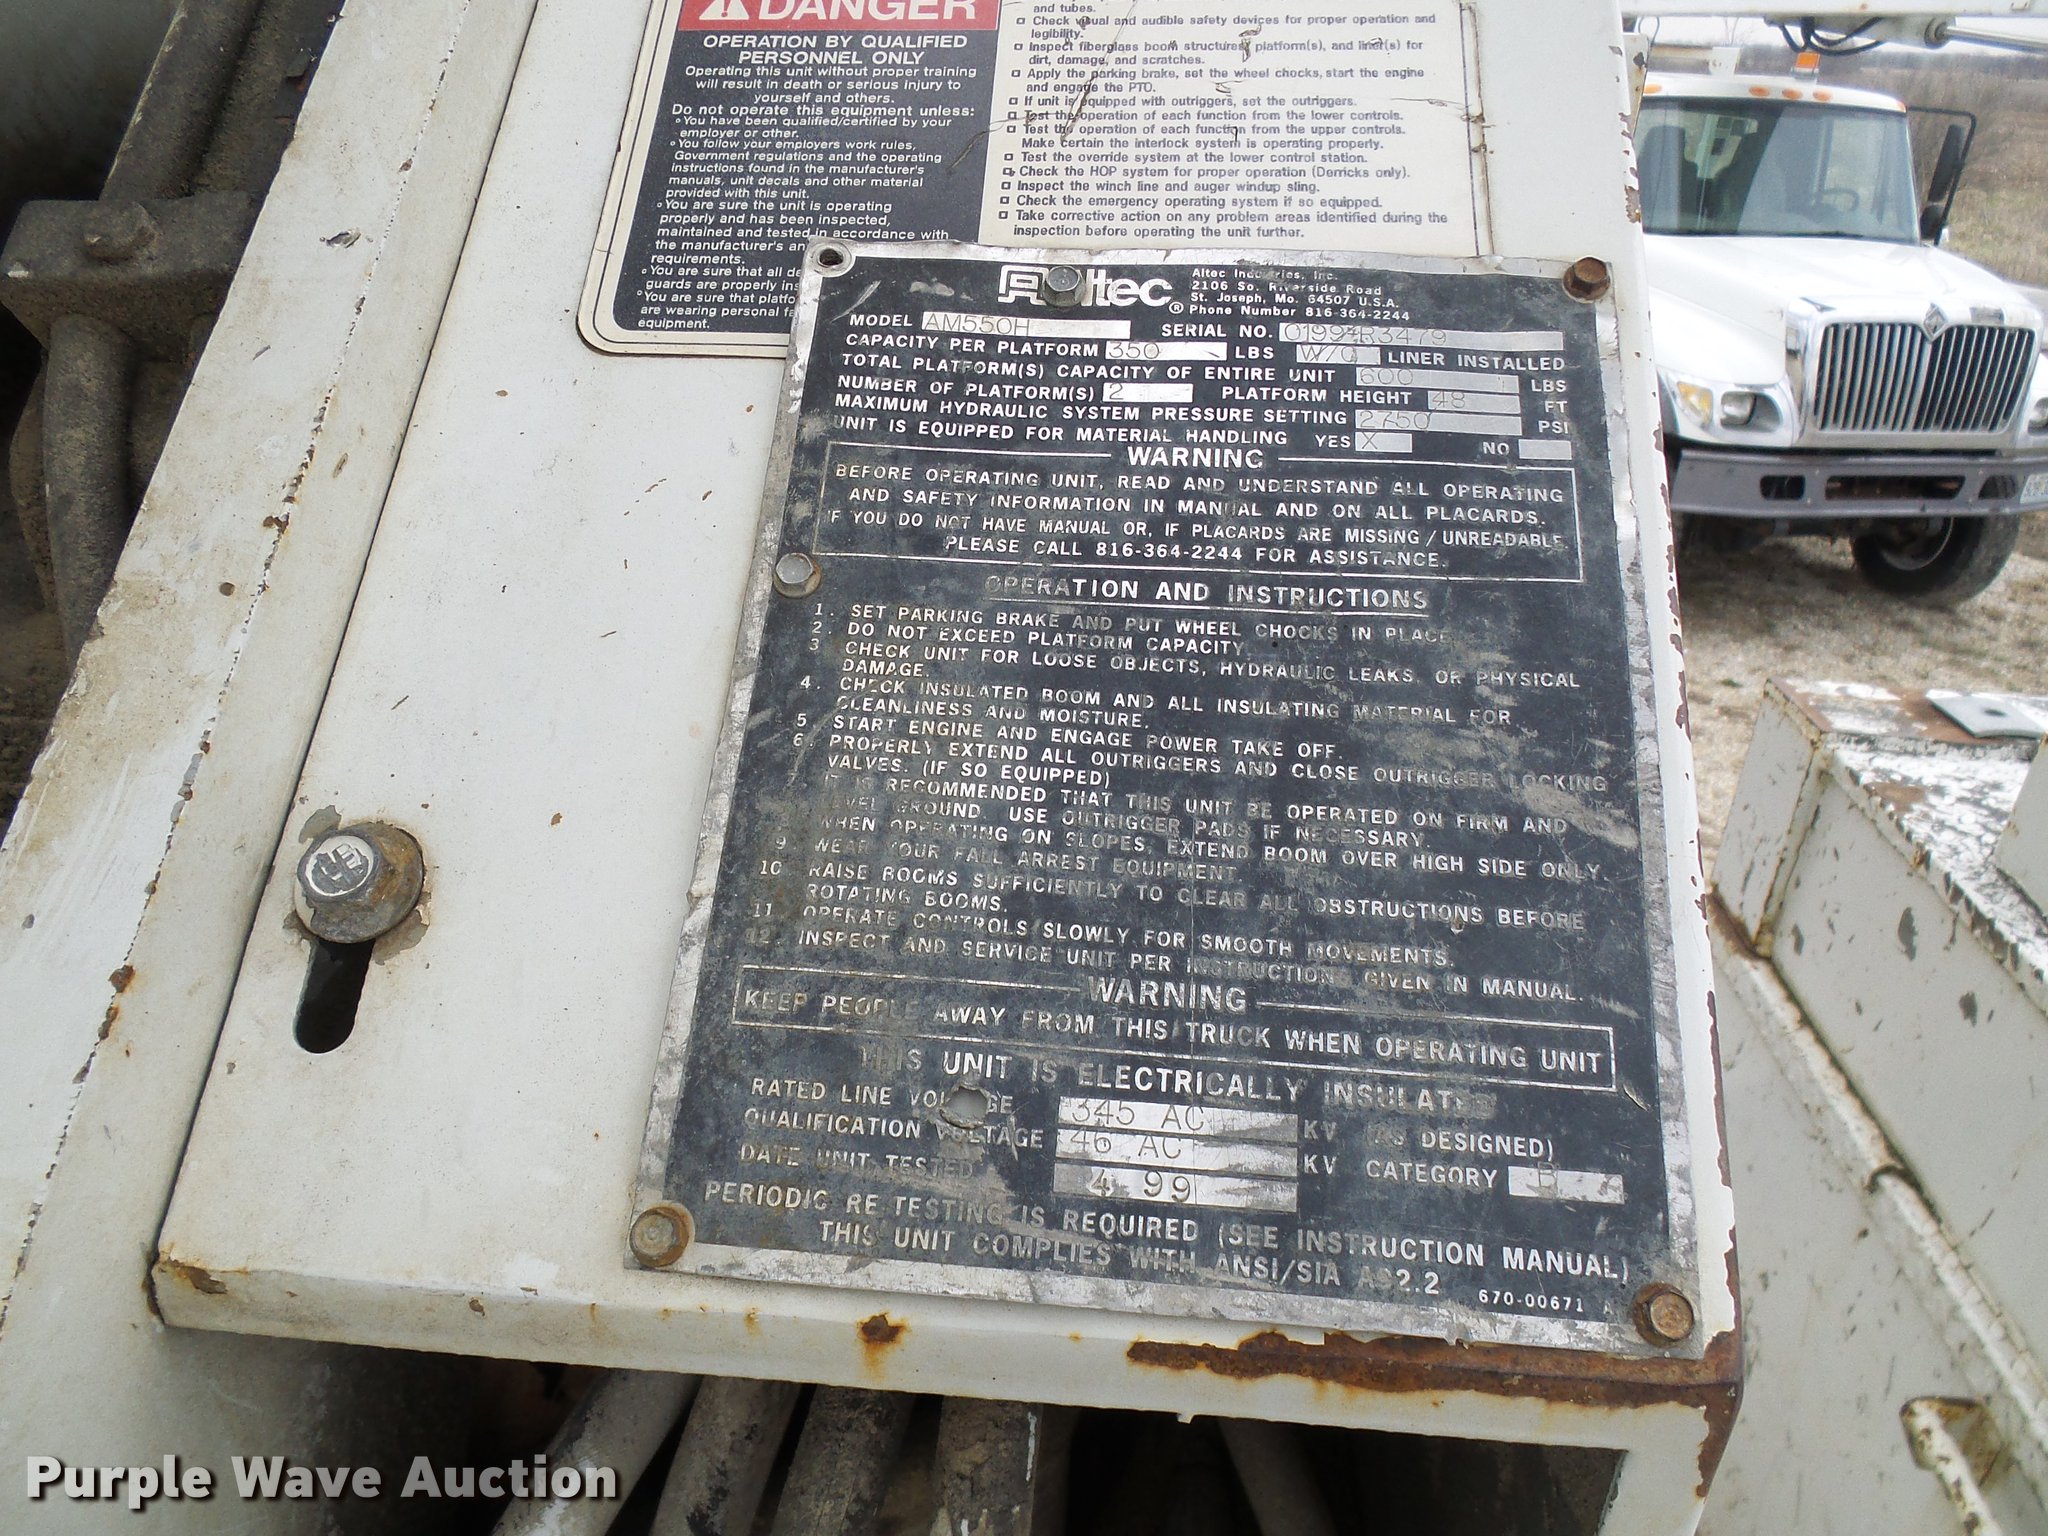 DANGER
OPERATION BY QUALIFIED
PERSONNEL ONLY
Operating this unit without proper training
will result in death or serious injury to
yourself and others.
Do not operate this equipment unless:
You have been qualified/certified by your
employer or other.
You follow your employers work rules,
Government regulations and the operating
instructions found in the manufacturer's
manuals, unit decals and other material
provided with this unit.
You are sure the unit is operating
properly and has been inspected,
maintained and tested in accordance with
the manufacturer's an
requirements.
You are sure that all de
guards are properly ins
You are sure that platfo
are wearing personal fa
equipment.
and tubes.
Check visual and audible safety devices for proper operation and
legibility.
Inspect fiberglass boom structure, platform(s), and liner(s) for
dirt, damage, and scratches.
Apply the parking brake, set the wheel chocks, start the engine
and engage the PTO.
If unit is equipped with outriggers, set the outriggers.
Test the operation of each function from the lower controls.
Test the operation of each function from the upper controls.
Make certain the interlock system is operating properly.
Test the override system at the lower control station.
Check the HOP system for proper operation (Derricks only).
Inspect the winch line and auger windup sling.
Check the emergency operating system if so equipped.
Take corrective action on any problem areas identified during the
inspection before operating the unit further.
Altec ®
Altec Industries, Inc.
2106 So. Riverside Road
St. Joseph, Mo. 64507 U.S.A.
Phone Number 816-364-2244
MODEL AM550H SERIAL NO. 0199-R3479
CAPACITY PER PLATFORM 350 LBS W/O LINER INSTALLED
TOTAL PLATFORM(S) CAPACITY OF ENTIRE UNIT 600 LBS
NUMBER OF PLATFORM(S) 2 PLATFORM HEIGHT 48 FT
MAXIMUM HYDRAULIC SYSTEM PRESSURE SETTING 2750 PSI
UNIT IS EQUIPPED FOR MATERIAL HANDLING YES X NO
WARNING
BEFORE OPERATING UNIT, READ AND UNDERSTAND ALL OPERATING
AND SAFETY INFORMATION IN MANUAL AND ON ALL PLACARDS.
IF YOU DO NOT HAVE MANUAL OR, IF PLACARDS ARE MISSING / UNREADABLE
PLEASE CALL 816-364-2244 FOR ASSISTANCE.
OPERATION AND INSTRUCTIONS
1. SET PARKING BRAKE AND PUT WHEEL CHOCKS IN PLACE
2. DO NOT EXCEED PLATFORM CAPACITY.
3 CHECK UNIT FOR LOOSE OBJECTS, HYDRAULIC LEAKS, OR PHYSICAL
DAMAGE.
4. CHECK INSULATED BOOM AND ALL INSULATING MATERIAL FOR
CLEANLINESS AND MOISTURE.
5. START ENGINE AND ENGAGE POWER TAKE OFF.
6. PROPERLY EXTEND ALL OUTRIGGERS AND CLOSE OUTRIGGER LOCKING
VALVES. (IF SO EQUIPPED)
7. IT IS RECOMMENDED THAT THIS UNIT BE OPERATED ON FIRM AND
LEVEL GROUND. USE OUTRIGGER PADS IF NECESSARY.
8. WHEN OPERATING ON SLOPES, EXTEND BOOM OVER HIGH SIDE ONLY.
9 WEAR YOUR FALL ARREST EQUIPMENT.
10 RAISE BOOMS SUFFICIENTLY TO CLEAR ALL OBSTRUCTIONS BEFORE
ROTATING BOOMS.
11. OPERATE CONTROLS SLOWLY FOR SMOOTH MOVEMENTS.
12. INSPECT AND SERVICE UNIT PER INSTRUCTIONS GIVEN IN MANUAL.
WARNING
KEEP PEOPLE AWAY FROM THIS TRUCK WHEN OPERATING UNIT
THIS UNIT IS ELECTRICALLY INSULATED
RATED LINE VOLTAGE 345 AC KV (AS DESIGNED)
QUALIFICATION VOLTAGE 46 AC KV CATEGORY B
DATE UNIT TESTED 4 99
PERIODIC RE TESTING IS REQUIRED (SEE INSTRUCTION MANUAL)
THIS UNIT COMPLIES WITH ANSI/SIA A92.2
670-00671 A
Purple Wave Auction